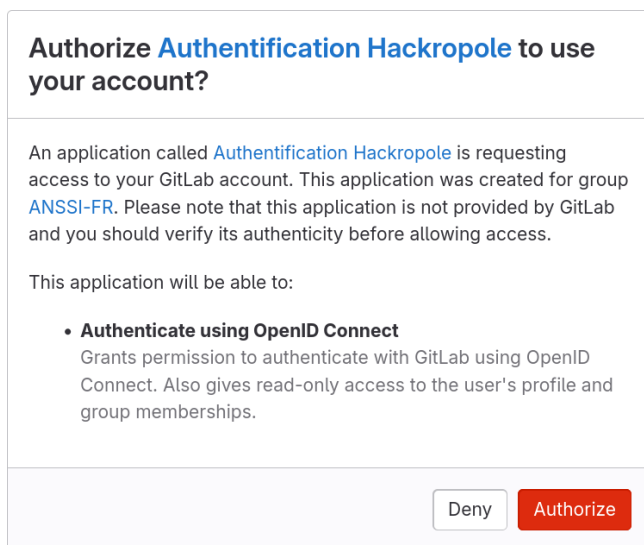 Authorize Authentification Hackropole to use
your account?
An application called Authentification Hackropole is requesting
access to your GitLab account. This application was created for group
ANSSI-FR. Please note that this application is not provided by GitLab
and you should verify its authenticity before allowing access.
This application will be able to:
• Authenticate using OpenID Connect
Grants permission to authenticate with GitLab using OpenID
Connect. Also gives read-only access to the user's profile and
group memberships.
Deny Authorize